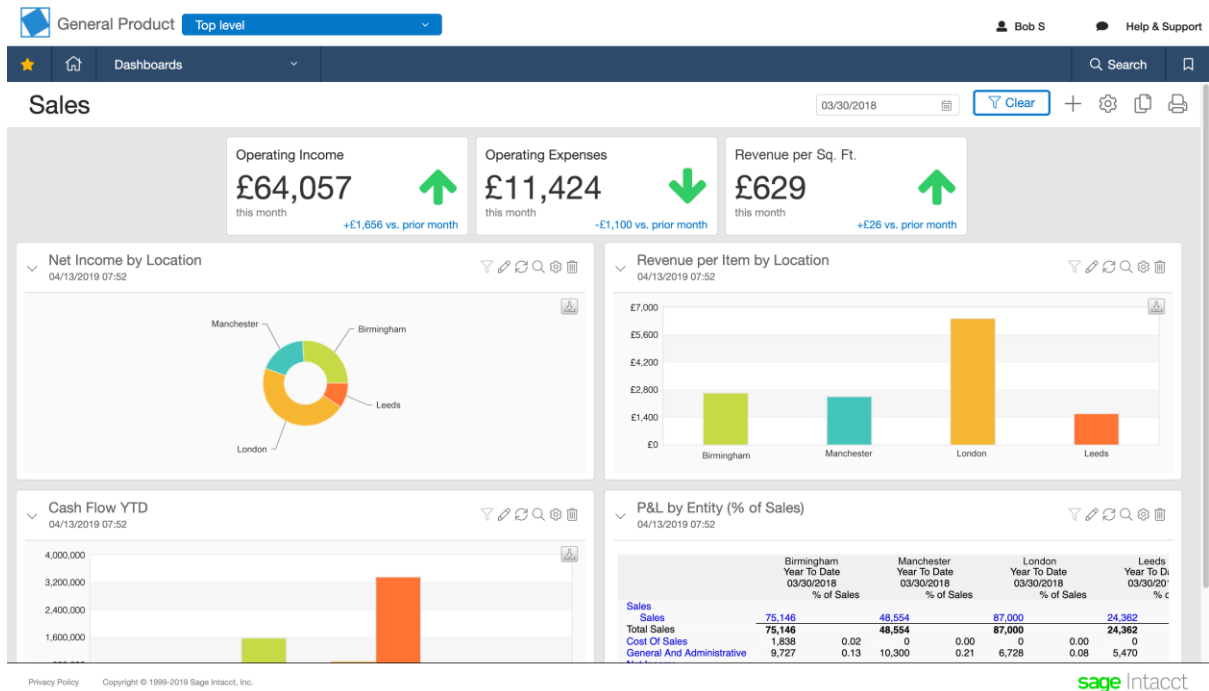 General Product Top level Bob S Help & Support
Dashboards Search
Sales 03/30/2018 Clear
Operating Income Operating Expenses Revenue per Sq. Ft.
£64,057 £11,424 £629
this month this month this month
+£1,656 vs. prior month -£1,100 vs. prior month +£26 vs. prior month
Net Income by Location
04/13/2019 07:52
Manchester Birmingham
Leeds
London
Revenue per Item by Location
04/13/2019 07:52
£7,000
£5,600
£4,200
£2,800
£1,400
£0
Birmingham Manchester London Leeds
Cash Flow YTD
04/13/2019 07:52
4,000,000
3,200,000
2,400,000
1,600,000
P&L by Entity (% of Sales)
04/13/2019 07:52
Birmingham Manchester London Leeds
Year To Date Year To Date Year To Date Year To Da
03/30/2018 03/30/2018 03/30/2018 03/30/20
% of Sales % of Sales % of Sales % o
Sales
Sales 75,146 48,554 87,000 24,362
Total Sales 75,146 48,554 87,000 24,362
Cost Of Sales 1,838 0.02 0 0.00 0 0.00 0
General And Administrative 9,727 0.13 10,300 0.21 6,728 0.08 5,470
Privacy Policy Copyright © 1999-2019 Sage Intacct, Inc. sage Intacct